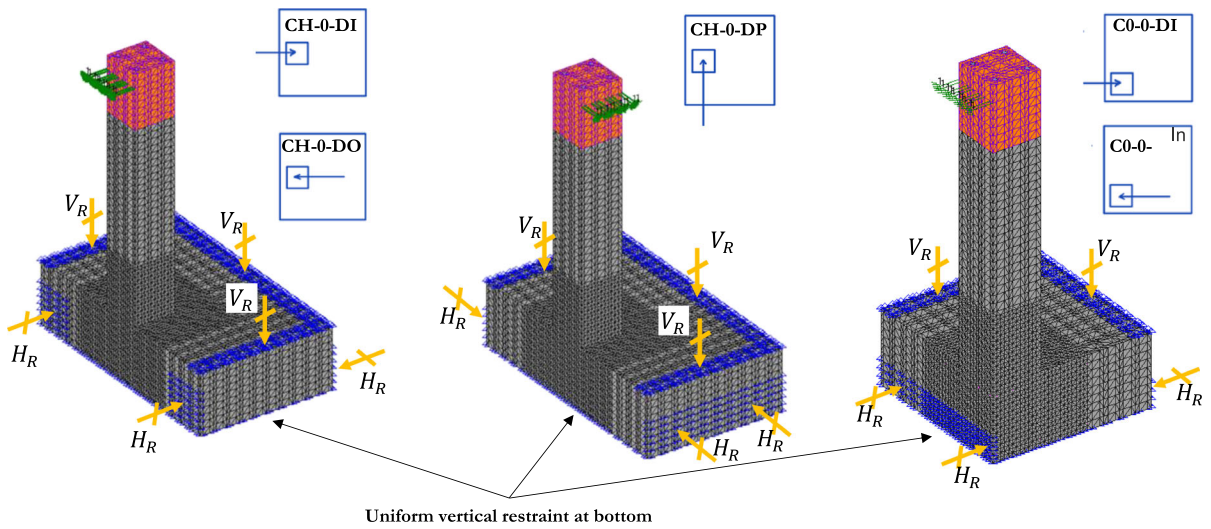 CH-0-DI
CH-0-DO
V_R
V_R
V_R
H_R
H_R
H_R
CH-0-DP
V_R
V_R
V_R
H_R
H_R
H_R
C0-0-DI
C0-0-
In
V_R
V_R
H_R
H_R
H_R
Uniform vertical restraint at bottom